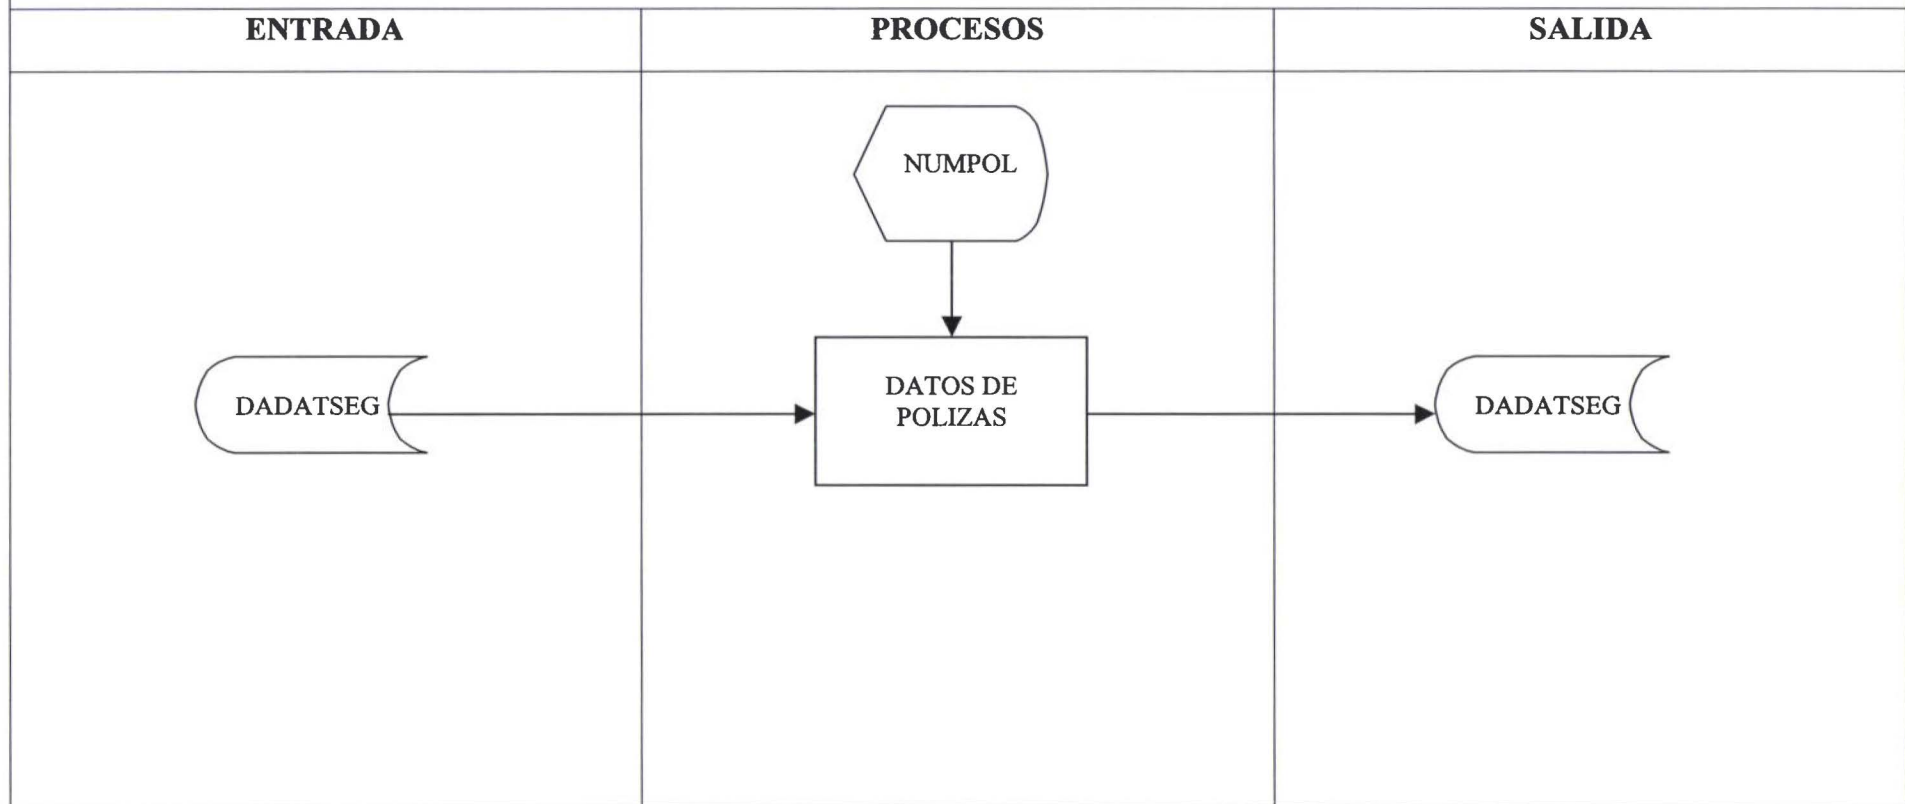 ENTRADA
PROCESOS
SALIDA
NUMPOL
DADATSEG
DATOS DE
POLIZAS
DADATSEG